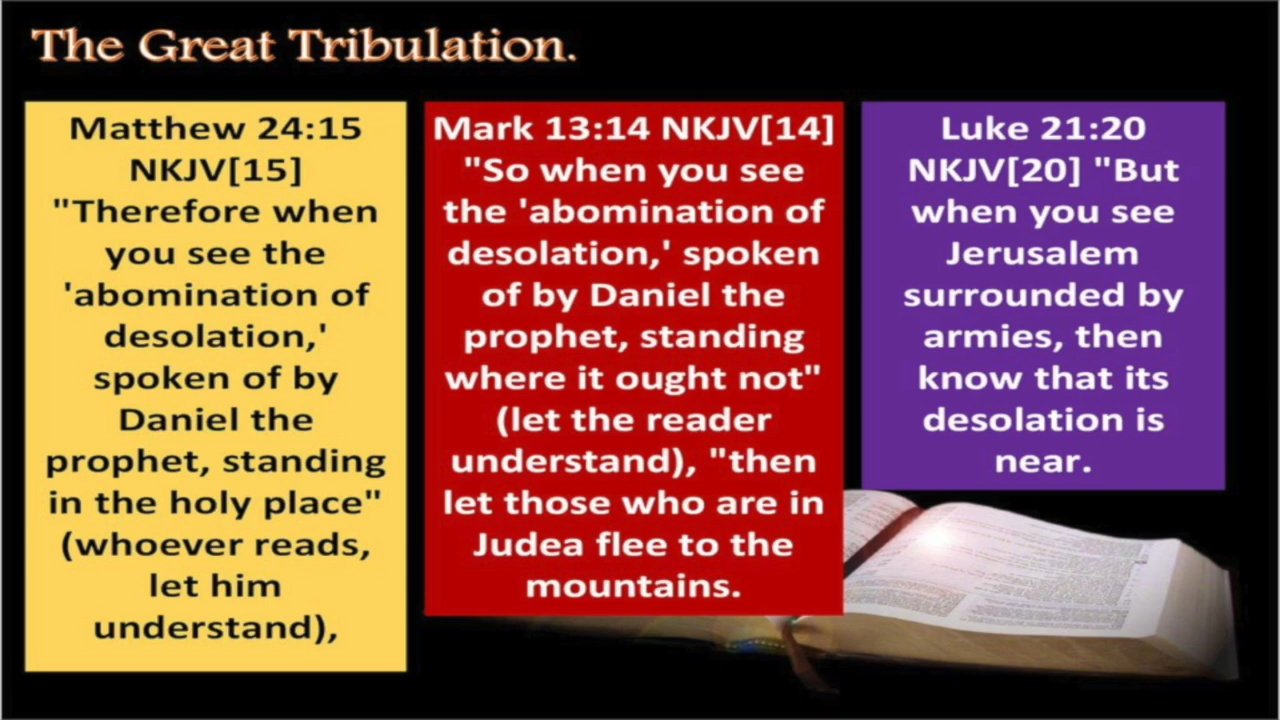 The Great Tribulation.
Matthew 24:15
NKJV[15]
"Therefore when
you see the
'abomination of
desolation,'
spoken of by
Daniel the
prophet, standing
in the holy place"
(whoever reads,
let him
understand),
Mark 13:14 NKJV[14]
"So when you see
the 'abomination of
desolation,' spoken
of by Daniel the
prophet, standing
where it ought not"
(let the reader
understand), "then
let those who are in
Judea flee to the
mountains.
Luke 21:20
NKJV[20] "But
when you see
Jerusalem
surrounded by
armies, then
know that its
desolation is
near.